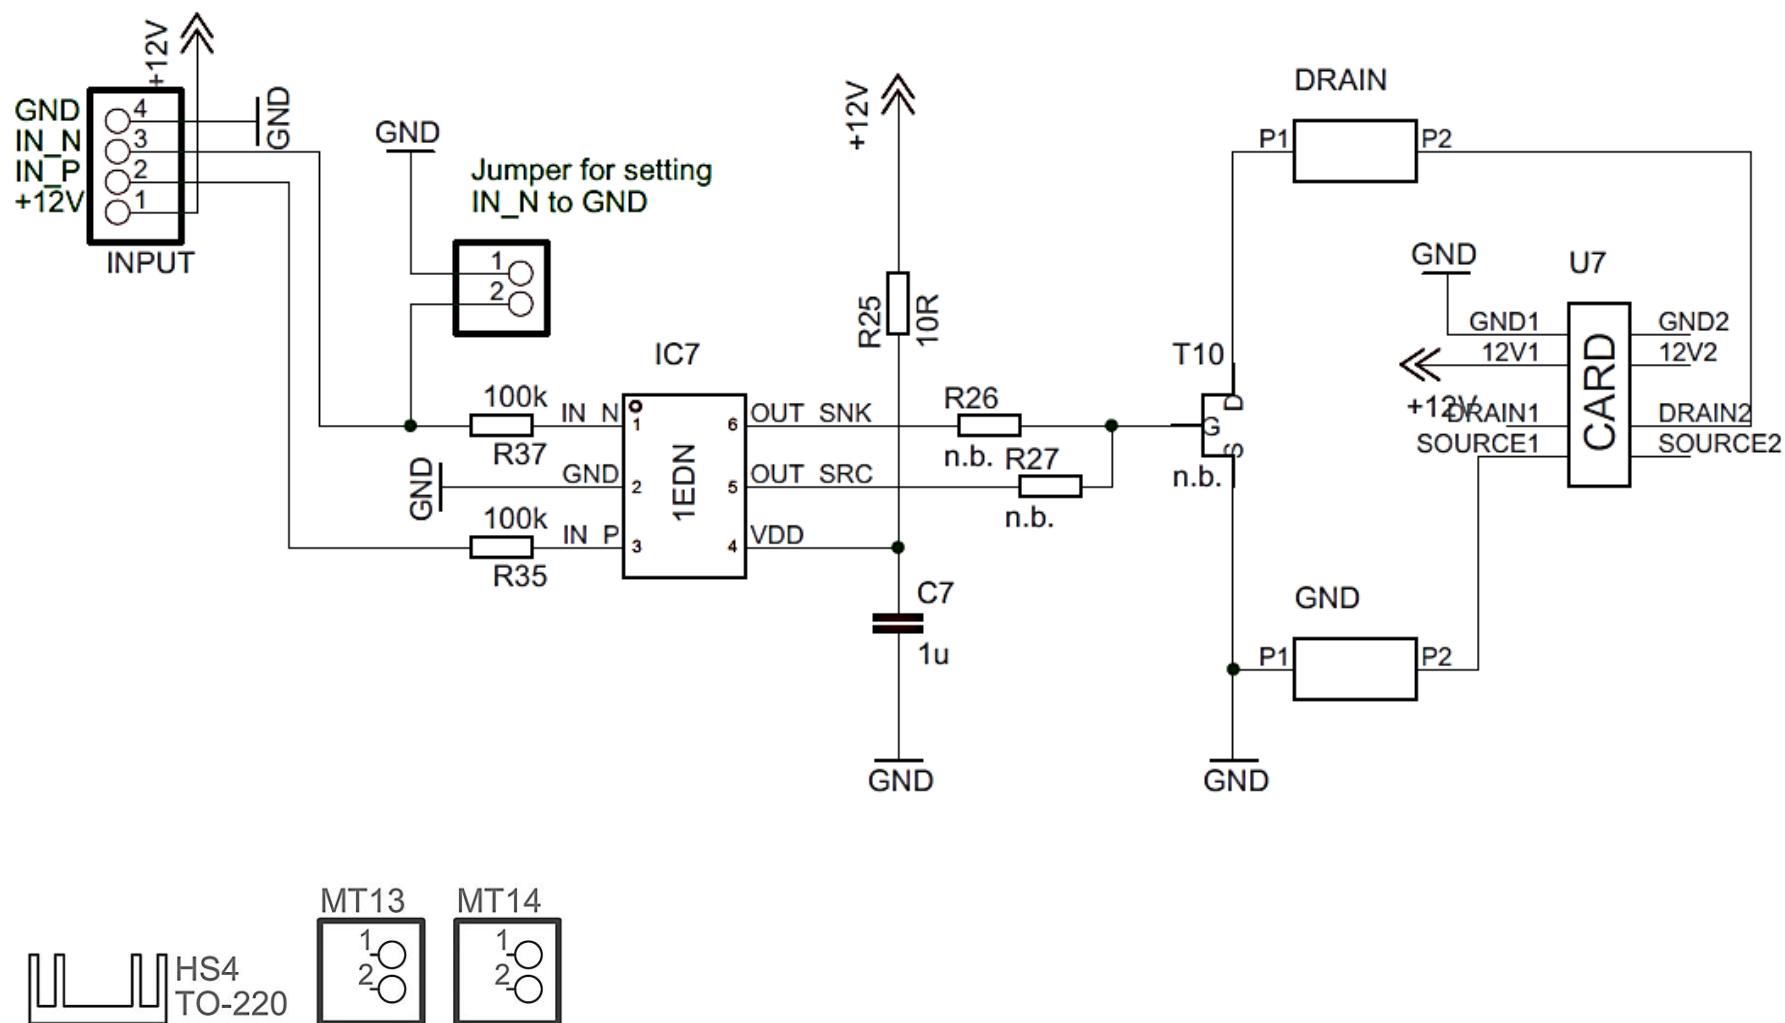 +12V
GND
IN_N
IN_P
+12V
4
3
2
1
GND
INPUT
GND
Jumper for setting
IN_N to GND
1
2
+12V
R25
10R
DRAIN
P1
P2
GND
U7
GND1
12V1
+12V
DRAIN1
SOURCE1
CARD
GND2
12V2
DRAIN2
SOURCE2
IC7
100k
R37
IN_N
GND
GND
100k
R35
IN_P
1
2
3
1EDN
6
5
4
OUT_SNK
OUT_SRC
VDD
R26
n.b.
R27
n.b.
T10
D
G
S
n.b.
C7
1u
GND
GND
P1
P2
GND
HS4
TO-220
MT13
1
2
MT14
1
2